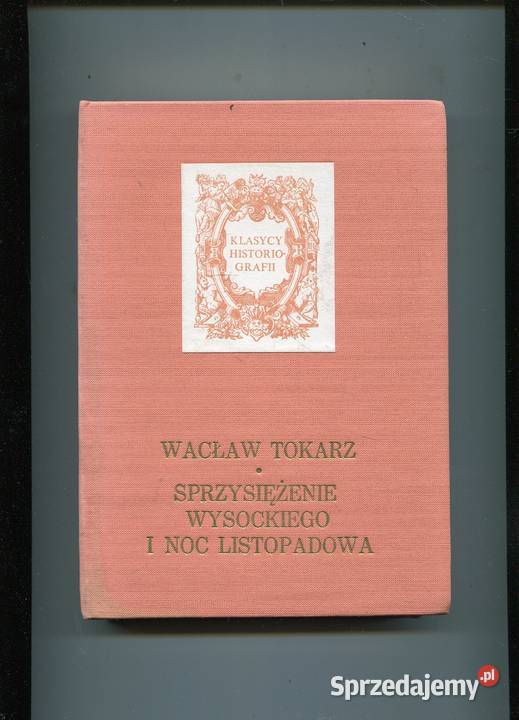 KLASYCY
HISTORIO-
GRAFII
WACŁAW TOKARZ
•
SPRZYSIĘŻENIE
WYSOCKIEGO
I NOC LISTOPADOWA
Sprzedajemy.pl